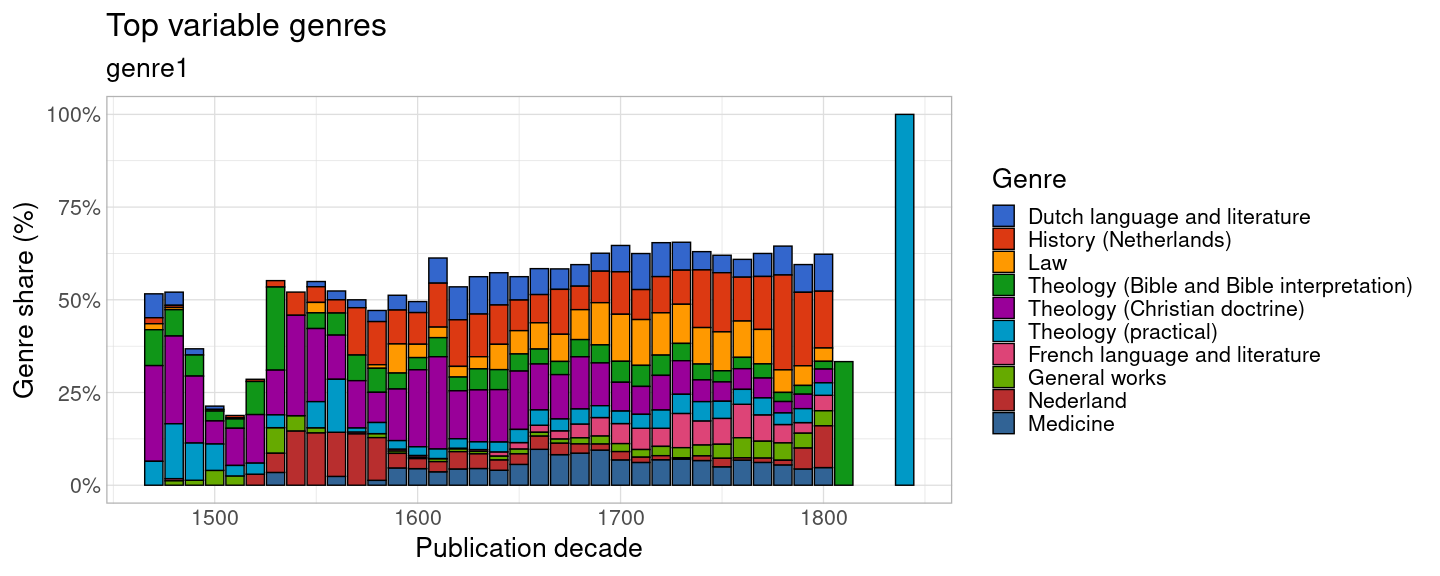 Top variable genres
genre1
Genre share (%)
100%
75%
50%
25%
0%
1500
1600
1700
1800
Publication decade
Genre
Dutch language and literature
History (Netherlands)
Law
Theology (Bible and Bible interpretation)
Theology (Christian doctrine)
Theology (practical)
French language and literature
General works
Nederland
Medicine